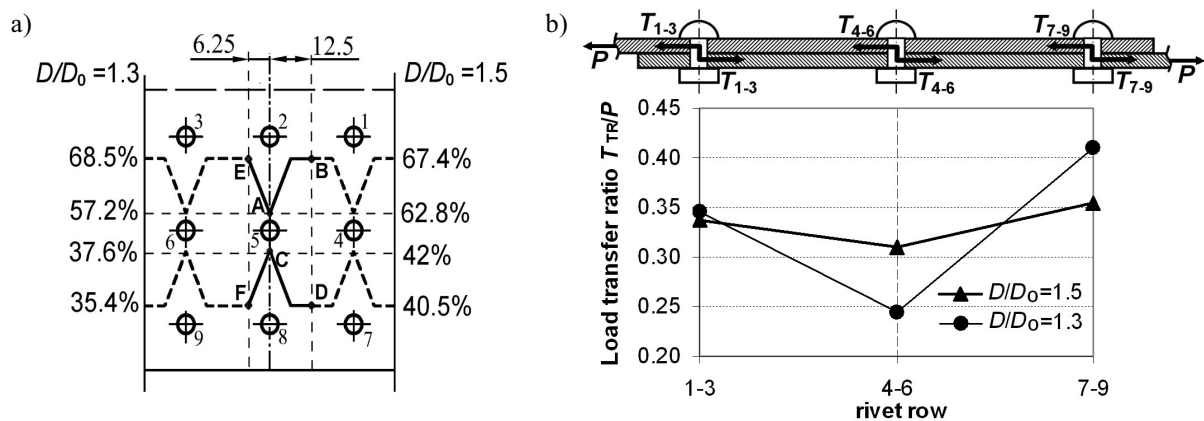 a)
6.25 12.5
D/D₀ =1.3 D/D₀ =1.5
3 2 1
68.5% E B 67.4%
57.2% A 62.8%
6 5 4
37.6% C 42%
35.4% F D 40.5%
9 8 7
b)
T₁₋₃ T₄₋₆ T₇₋₉
P P
T₁₋₃ T₄₋₆ T₇₋₉
Load transfer ratio T_TR/P
0.45
0.40
0.35
0.30
0.25
0.20
D/D₀=1.5
D/D₀=1.3
1-3 4-6 7-9
rivet row